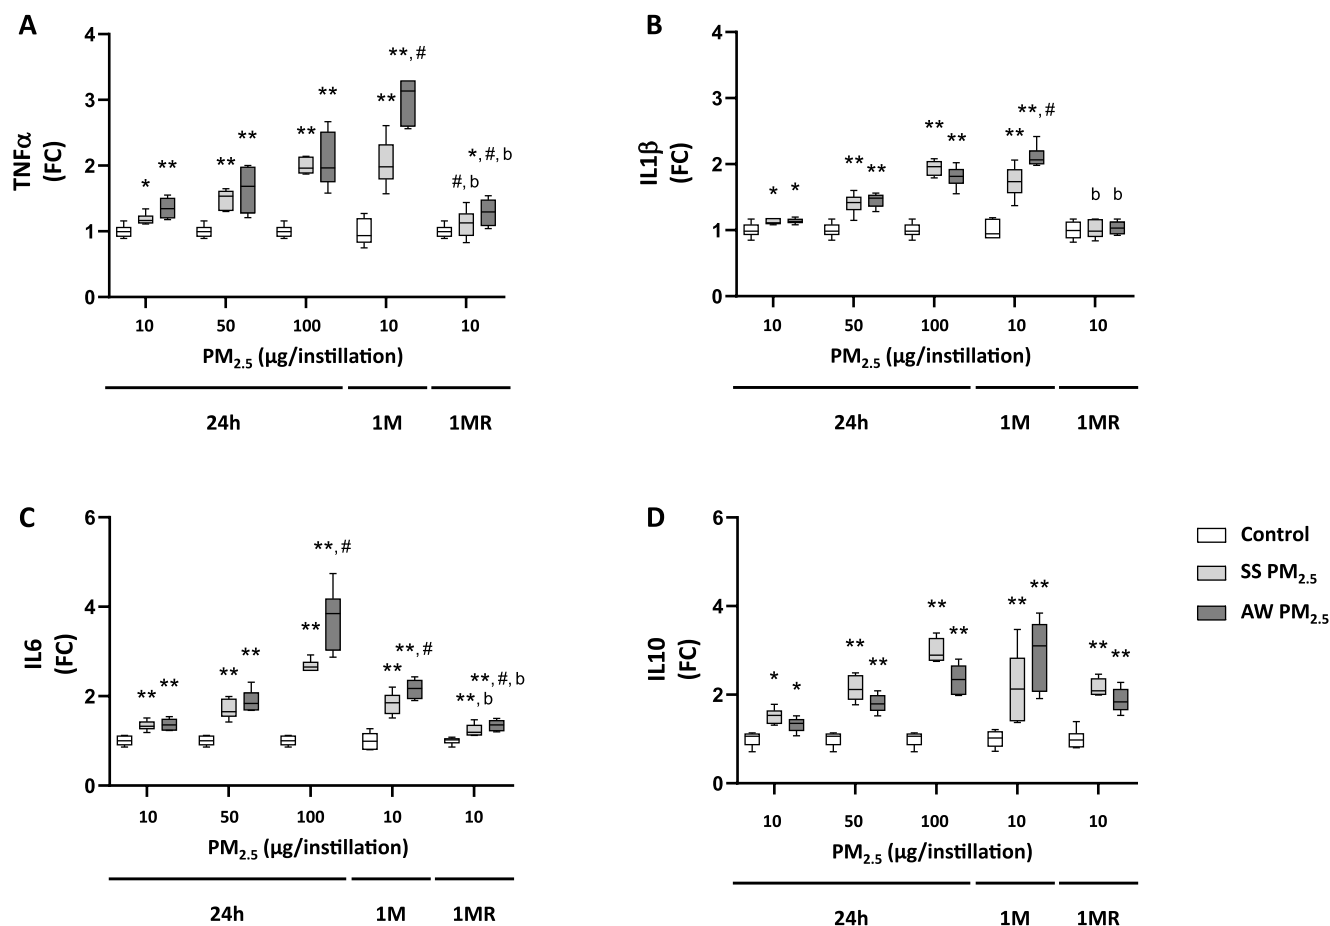 A
TNFα
(FC)
4
3
2
1
0
* ** ** ** ** ** ** **, # #, b *, #, b
10 50 100 10 10
PM2.5 (µg/instillation)
24h 1M 1MR
B
IL1β
(FC)
4
3
2
1
0
* * ** ** ** ** ** **, # b b
10 50 100 10 10
PM2.5 (µg/instillation)
24h 1M 1MR
C
IL6
(FC)
6
4
2
0
** ** ** ** ** **, # ** **, # **, b **, #, b
10 50 100 10 10
PM2.5 (µg/instillation)
24h 1M 1MR
D
IL10
(FC)
6
4
2
0
* * ** ** ** ** ** ** ** **
10 50 100 10 10
PM2.5 (µg/instillation)
24h 1M 1MR
Control
SS PM2.5
AW PM2.5